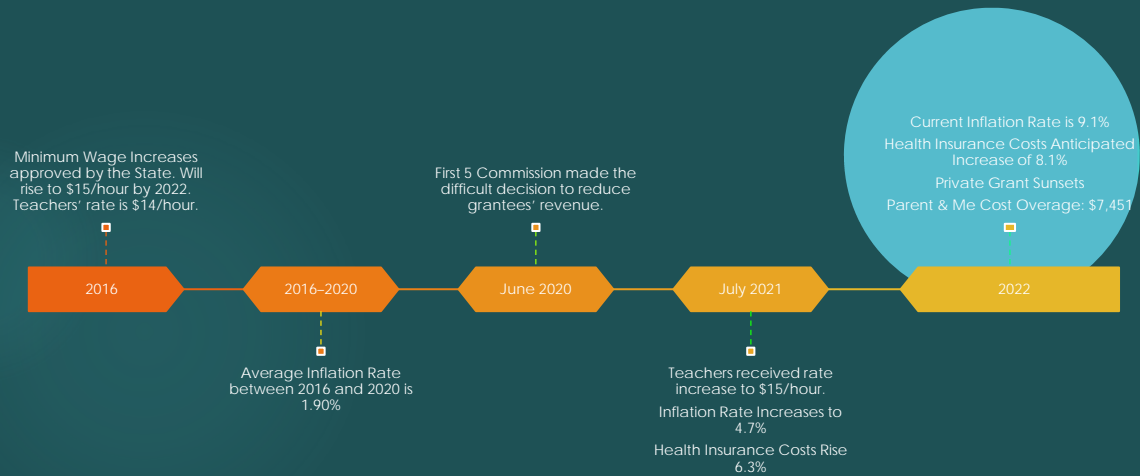 Minimum Wage Increases
approved by the State. Will
rise to $15/hour by 2022.
Teachers' rate is $14/hour.
First 5 Commission made the
difficult decision to reduce
grantees' revenue.
Current Inflation Rate is 9.1%
Health Insurance Costs Anticipated
Increase of 8.1%
Private Grant Sunsets
Parent & Me Cost Overage: $7,451
2016
2016–2020
June 2020
July 2021
2022
Average Inflation Rate
between 2016 and 2020 is
1.90%
Teachers received rate
increase to $15/hour.
Inflation Rate Increases to
4.7%
Health Insurance Costs Rise
6.3%